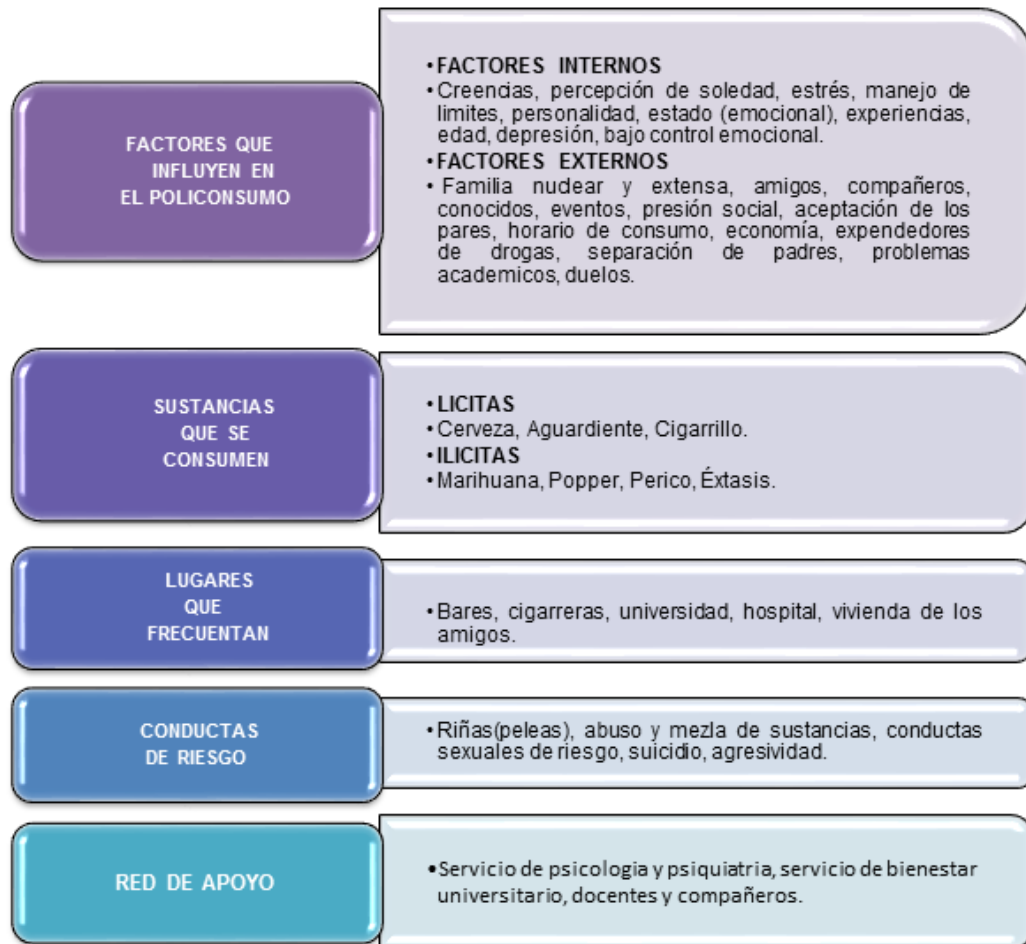 FACTORES QUE
INFLUYEN EN
EL POLICONSUMO
•FACTORES INTERNOS
•Creencias, percepción de soledad, estrés, manejo de
limites, personalidad, estado (emocional), experiencias,
edad, depresión, bajo control emocional.
•FACTORES EXTERNOS
• Familia nuclear y extensa, amigos, compañeros,
conocidos, eventos, presión social, aceptación de los
pares, horario de consumo, economía, expendedores
de drogas, separación de padres, problemas
academicos, duelos.
SUSTANCIAS
QUE SE
CONSUMEN
•LICITAS
•Cerveza, Aguardiente, Cigarrillo.
•ILICITAS
•Marihuana, Popper, Perico, Éxtasis.
LUGARES
QUE
FRECUENTAN
•Bares, cigarreras, universidad, hospital, vivienda de los
amigos.
CONDUCTAS
DE RIESGO
•Riñas(peleas), abuso y mezla de sustancias, conductas
sexuales de riesgo, suicidio, agresividad.
RED DE APOYO
•Servicio de psicologia y psiquiatria, servicio de bienestar
universitario, docentes y compañeros.